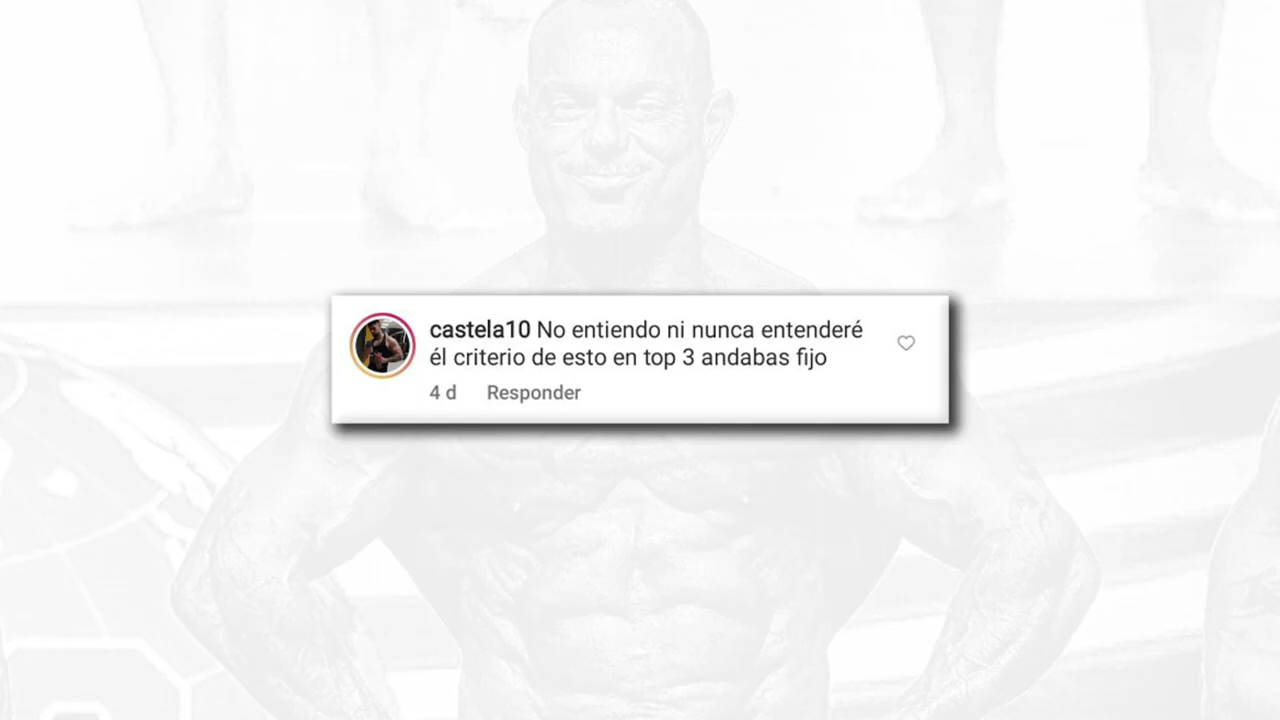 castela10 No entiendo ni nunca entenderé
él criterio de esto en top 3 andabas fijo
4 d Responder